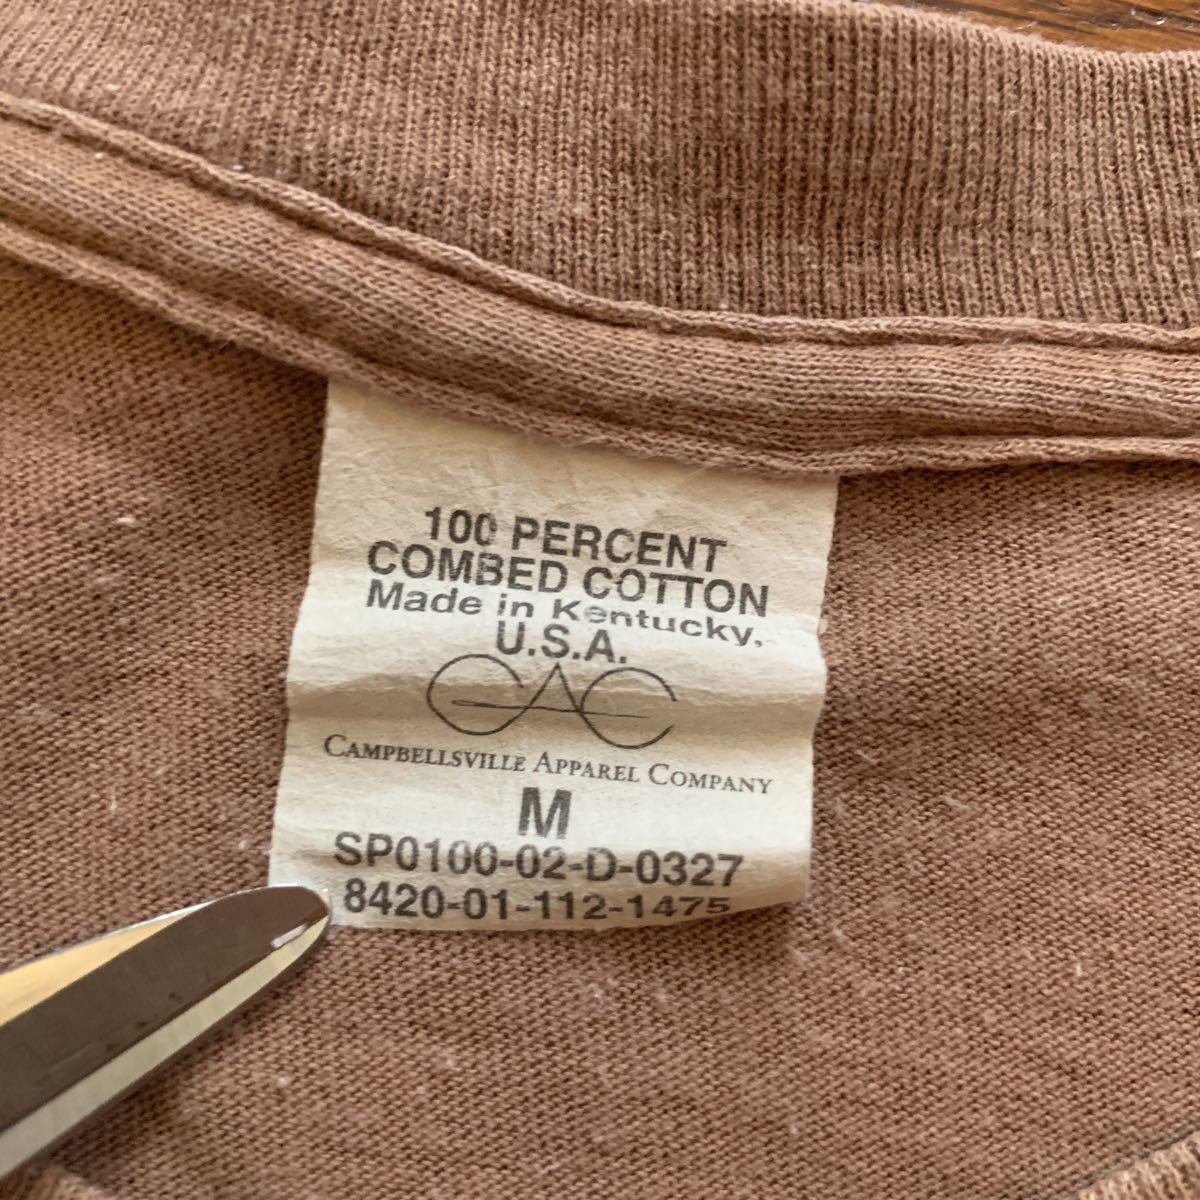 100 PERCENT
COMBED COTTON
Made in Kentucky,
U.S.A.
CAC
CAMPBELLSVILLE APPAREL COMPANY
M
SP0100-02-D-0327
8420-01-112-1475